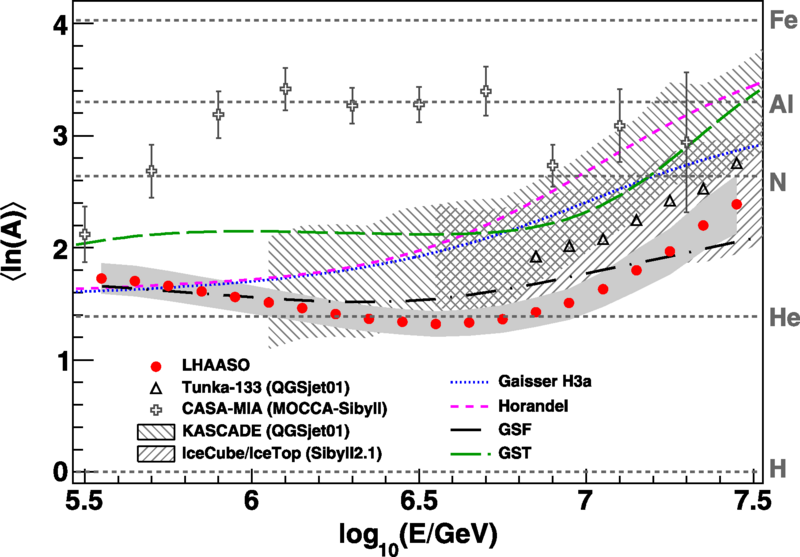 ⟨ln(A)⟩
4
3
2
1
0
Fe
Al
N
He
H
LHAASO
Tunka-133 (QGSjet01)
CASA-MIA (MOCCA-Sibyll)
KASCADE (QGSjet01)
IceCube/IceTop (Sibyll2.1)
Gaisser H3a
Horandel
GSF
GST
5.5 6 6.5 7 7.5
log₁₀(E/GeV)